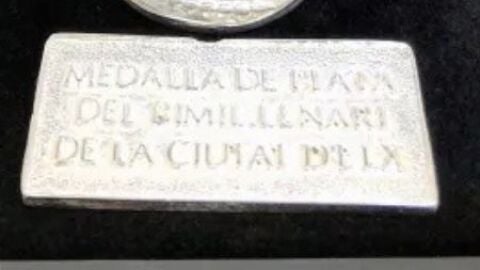 MEDALLA DE PLATA
DEL BIMIL.LENARI
DE LA CIUTAT D'ELX